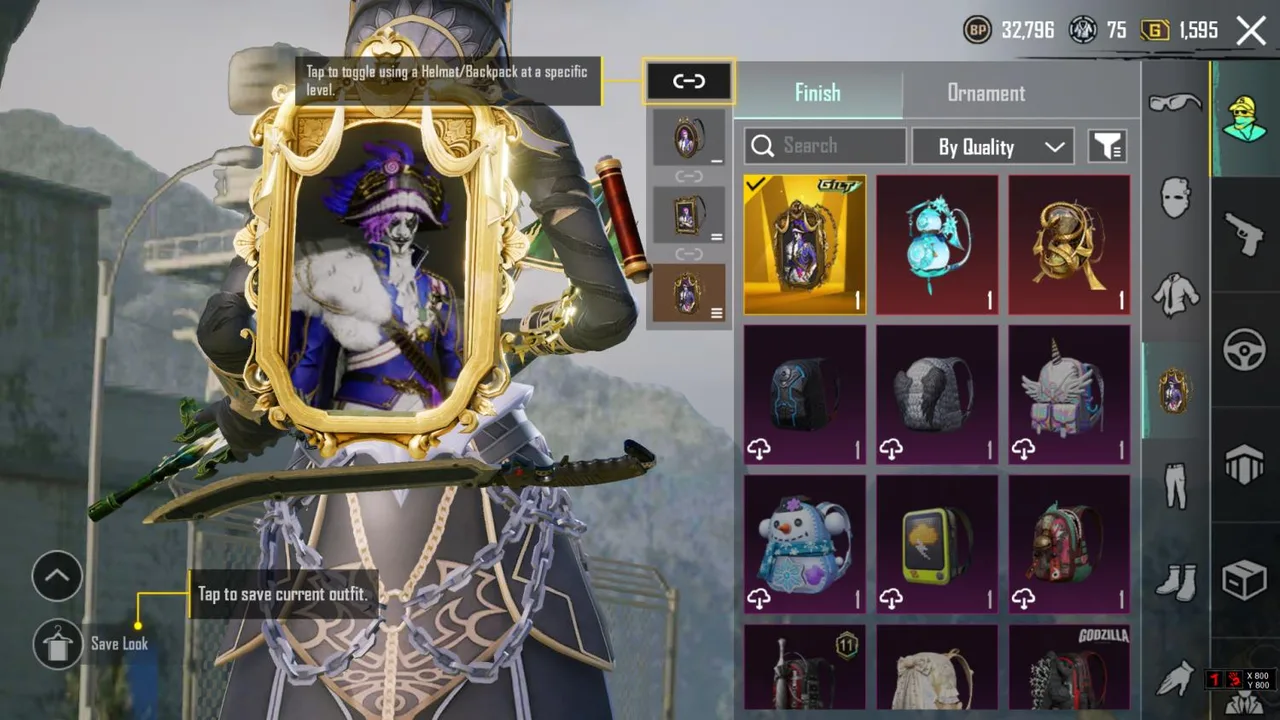 BP 32,796 75 G 1,595
Tap to toggle using a Helmet/Backpack at a specific
level.
Finish
Ornament
Search
By Quality
GILT
1
1
1
1
1
1
1
1
1
11
GODZILLA
Tap to save current outfit.
Save Look
X 800
Y 800